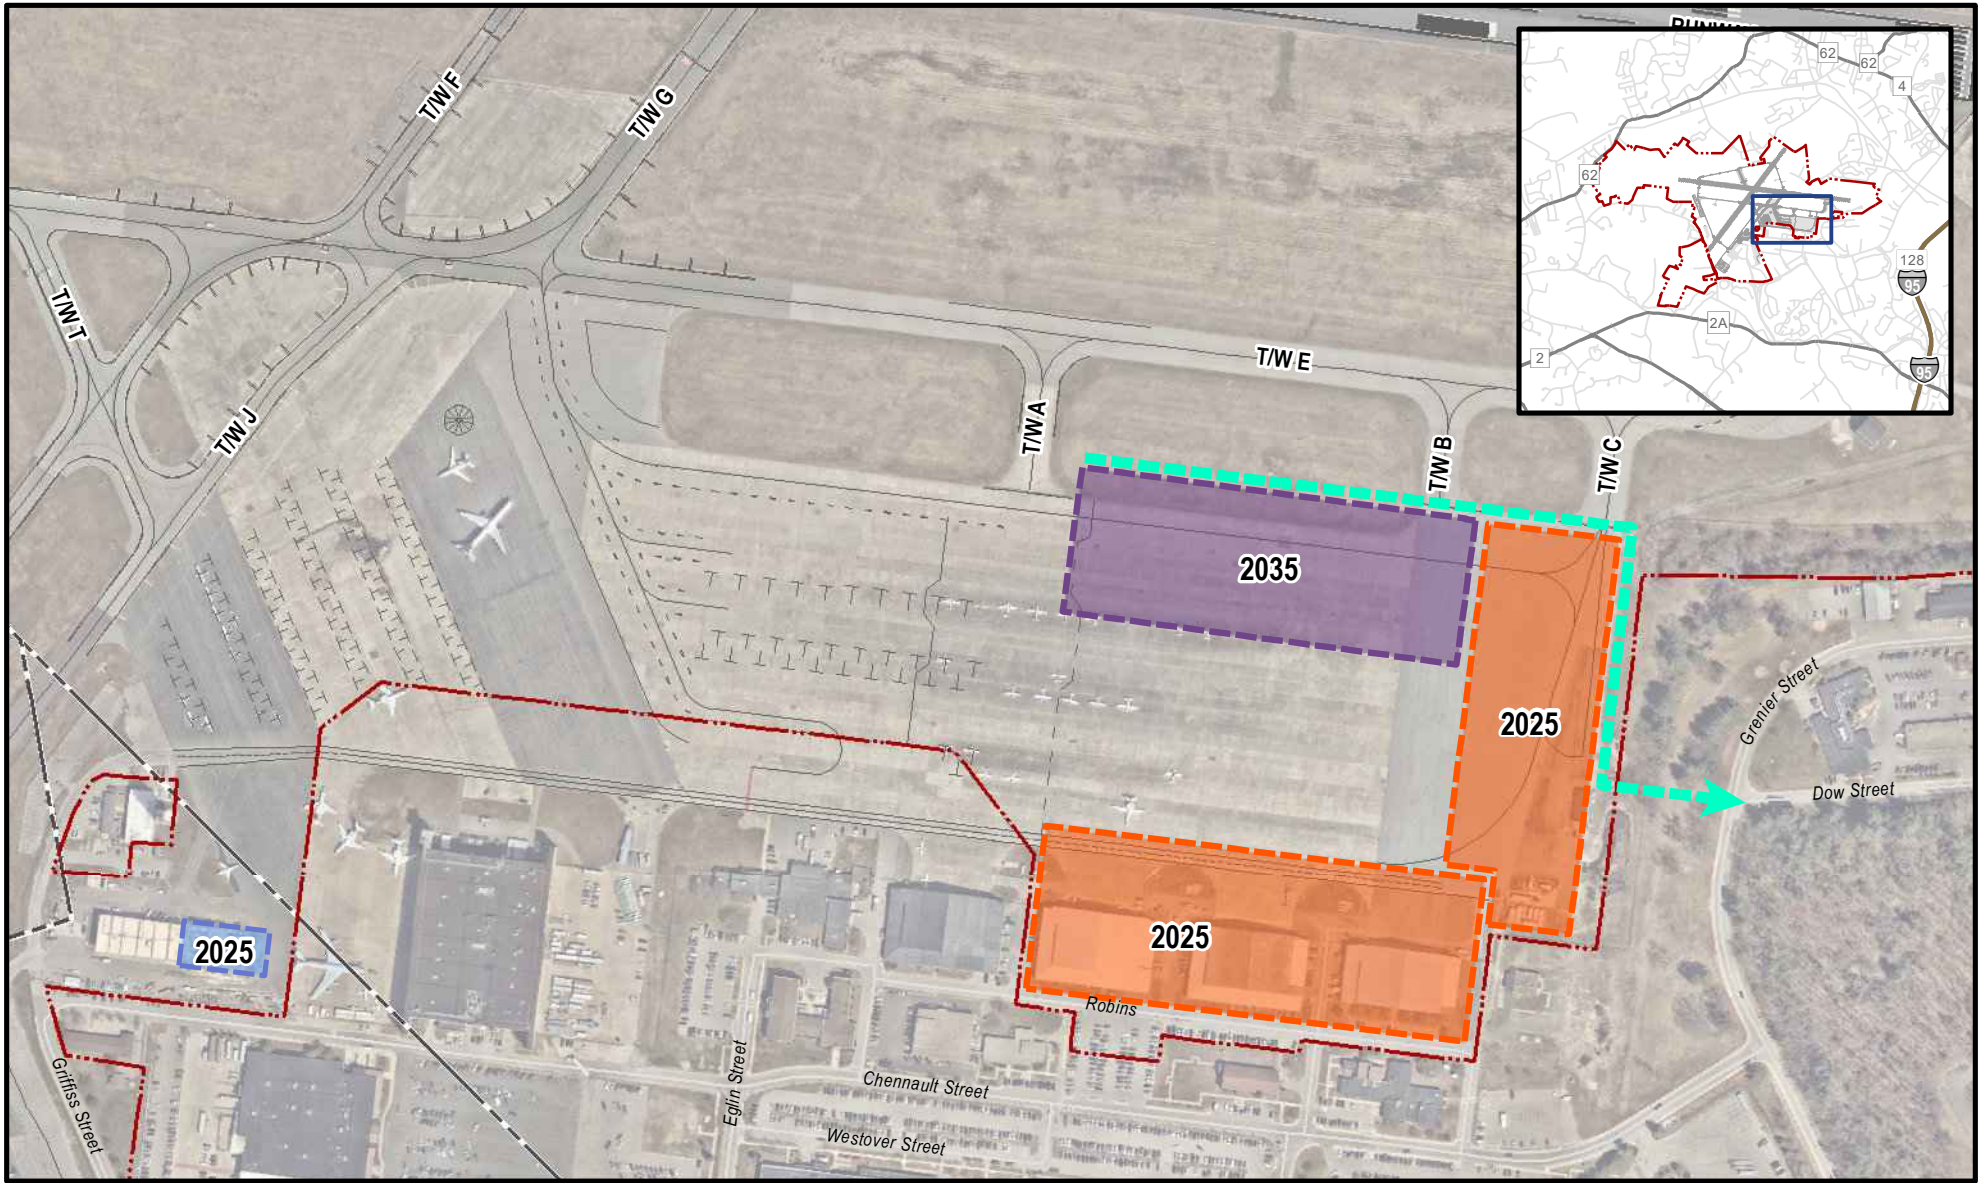 T/W F
T/W G
62
62
4
62
128
95
2A
2
95
T/W T
T/W E
T/W J
T/W A
T/W B
T/W C
2035
2025
Grenier Street
Dow Street
2025
2025
Robins
Griffiss Street
Eglin Street
Chennault Street
Westover Street